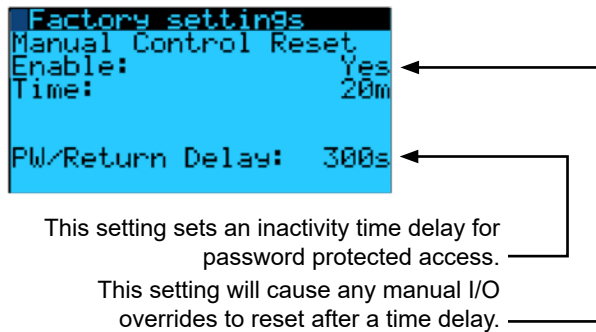 Factory settings
Manual Control Reset
Enable: Yes
Time: 20m
PW/Return Delay: 300s
This setting sets an inactivity time delay for
password protected access.
This setting will cause any manual I/O
overrides to reset after a time delay.